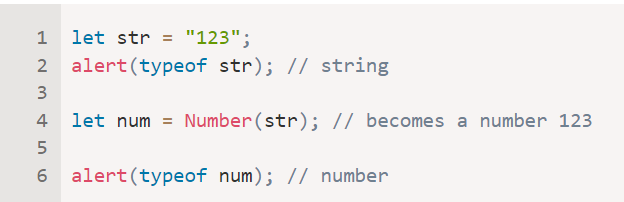 1 let str = "123";
2 alert(typeof str); // string
3
4 let num = Number(str); // becomes a number 123
5
6 alert(typeof num); // number